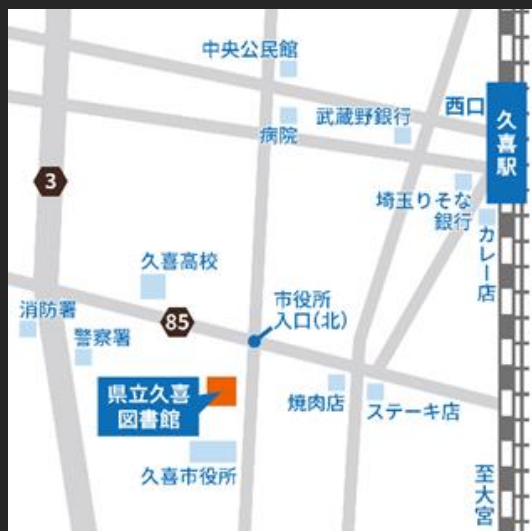 中央公民館
西口
久喜駅
武蔵野銀行
病院
3
埼玉りそな
銀行
カレー店
久喜高校
市役所
入口(北)
消防署
85
警察署
県立久喜
図書館
焼肉店
ステーキ店
久喜市役所
至大宮